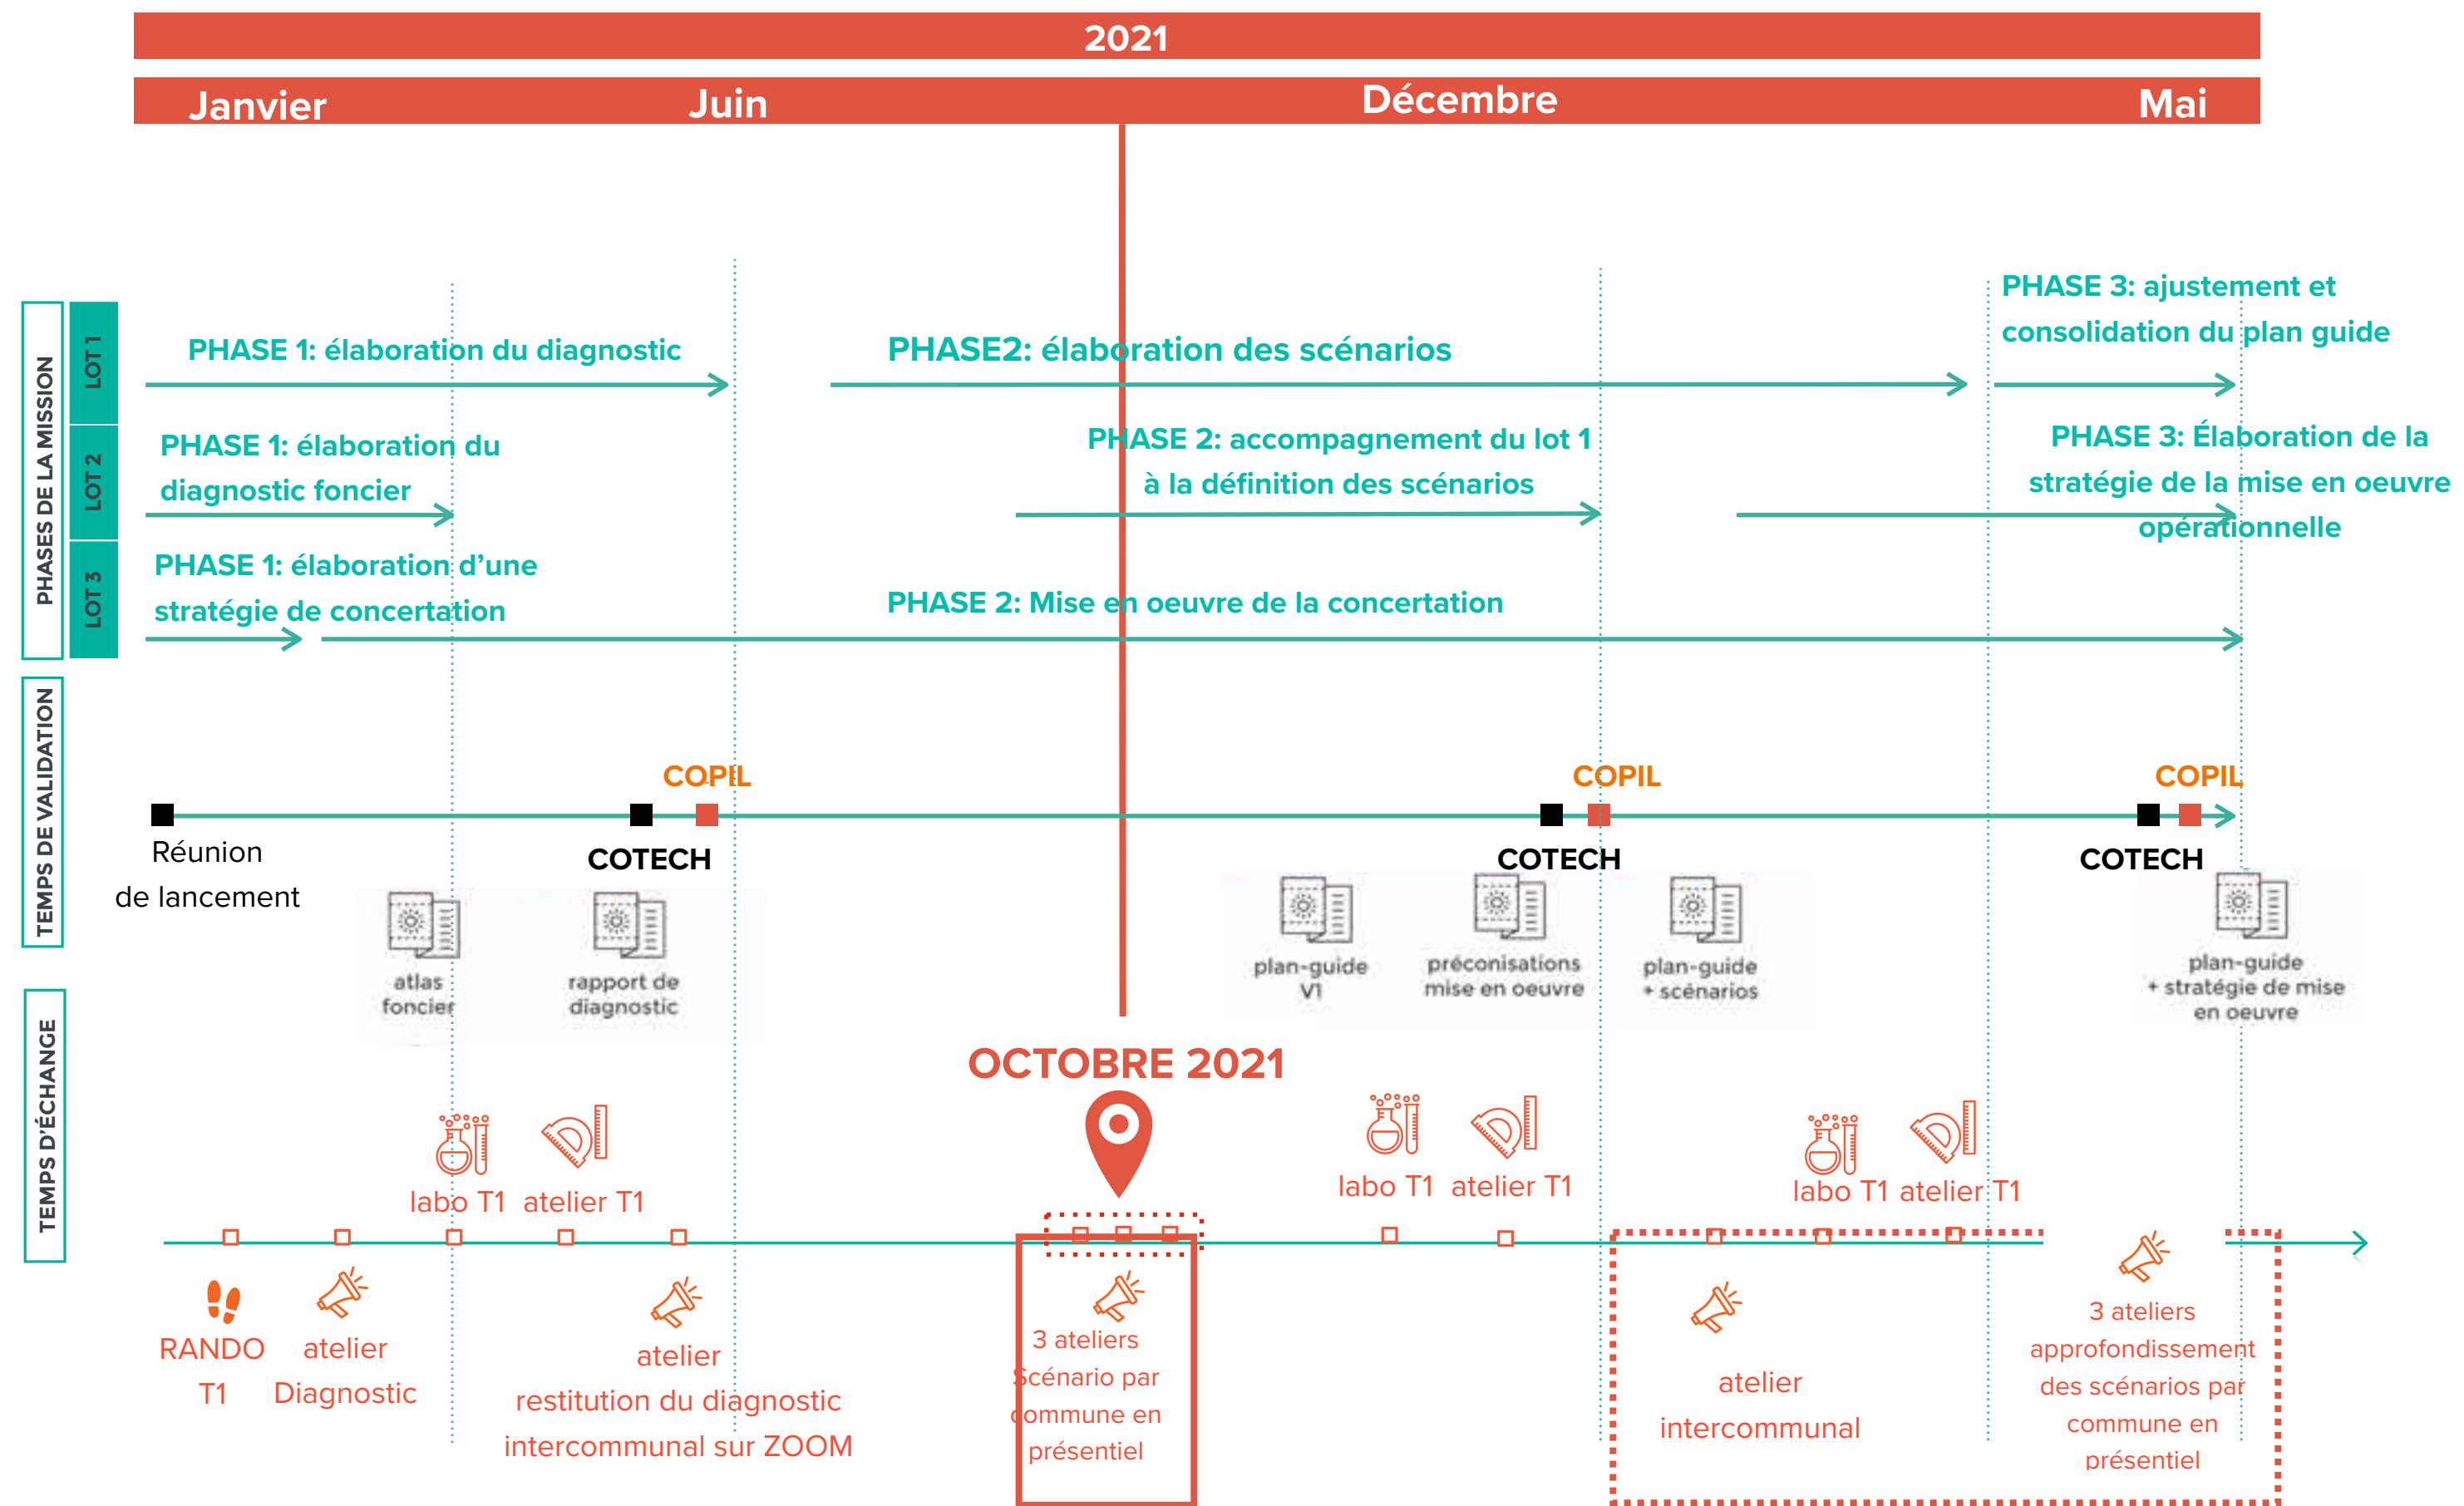 2021
Janvier
Juin
Décembre
Mai
PHASES DE LA MISSION
LOT 1
PHASE 1: élaboration du diagnostic
PHASE2: élaboration des scénarios
PHASE 3: ajustement et
consolidation du plan guide
LOT 2
PHASE 1: élaboration du
diagnostic foncier
PHASE 2: accompagnement du lot 1
à la définition des scénarios
PHASE 3: Élaboration de la
stratégie de la mise en oeuvre
opérationnelle
LOT 3
PHASE 1: élaboration d'une
stratégie de concertation
PHASE 2: Mise en oeuvre de la concertation
TEMPS DE VALIDATION
COPIL
COPIL
COPIL
Réunion
de lancement
COTECH
COTECH
COTECH
atlas
foncier
rapport de
diagnostic
plan-guide
V1
préconisations
mise en oeuvre
plan-guide
+ scénarios
plan-guide
+ stratégie de mise
en oeuvre
TEMPS D'ÉCHANGE
OCTOBRE 2021
labo T1
atelier T1
labo T1
atelier T1
labo T1
atelier T1
RANDO
T1
atelier
Diagnostic
atelier
restitution du diagnostic
intercommunal sur ZOOM
3 ateliers
Scénario par
commune en
présentiel
atelier
intercommunal
3 ateliers
approfondissement
des scénarios par
commune en
présentiel